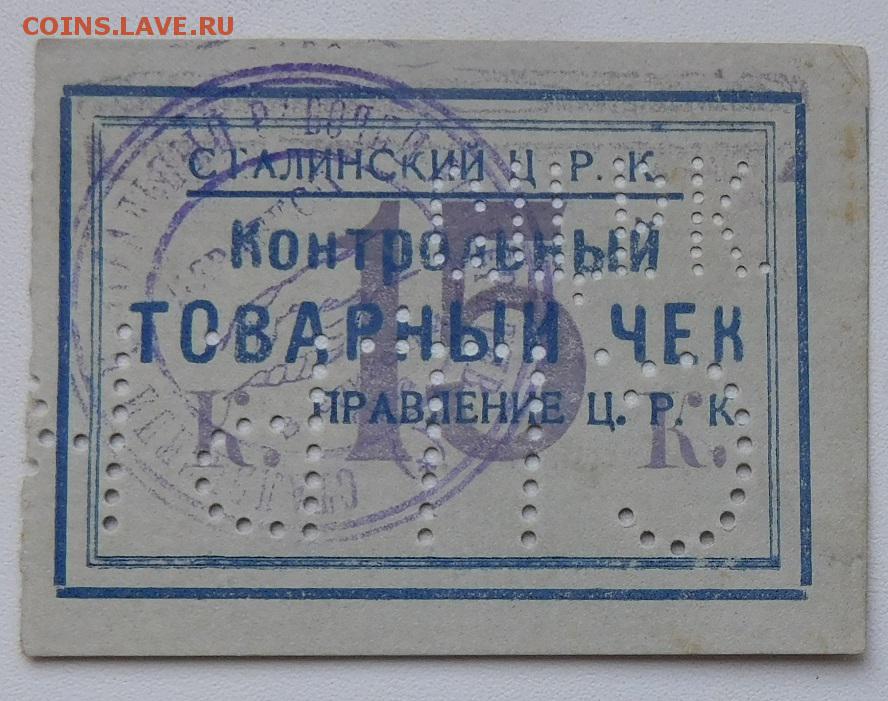 COINS.LAVE.RU
СТАЛИНСКИЙ Ц. Р. К.
Контрольный
15
ТОВАРНЫЙ ЧЕК
ПРАВЛЕНИЕ Ц. Р. К
К. К.